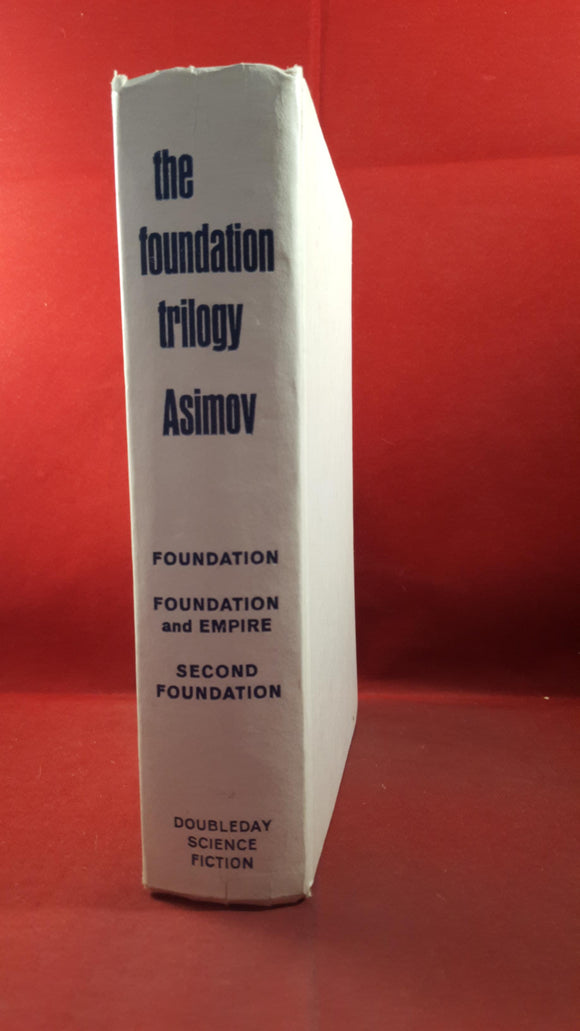 the
foundation
trilogy
Asimov
FOUNDATION
FOUNDATION
and EMPIRE
SECOND
FOUNDATION
DOUBLEDAY
SCIENCE
FICTION